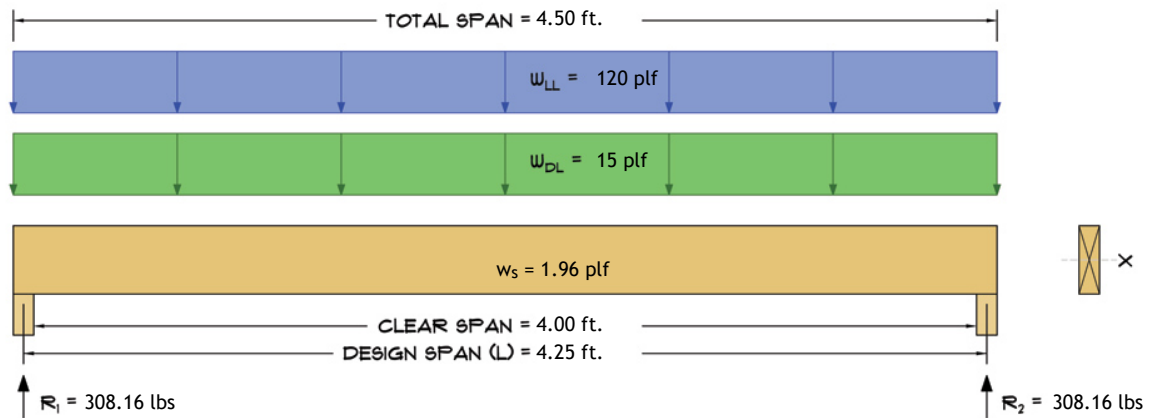 TOTAL SPAN = 4.50 ft.
wLL = 120 plf
wDL = 15 plf
ws = 1.96 plf
X
CLEAR SPAN = 4.00 ft.
DESIGN SPAN (L) = 4.25 ft.
R1 = 308.16 lbs
R2 = 308.16 lbs